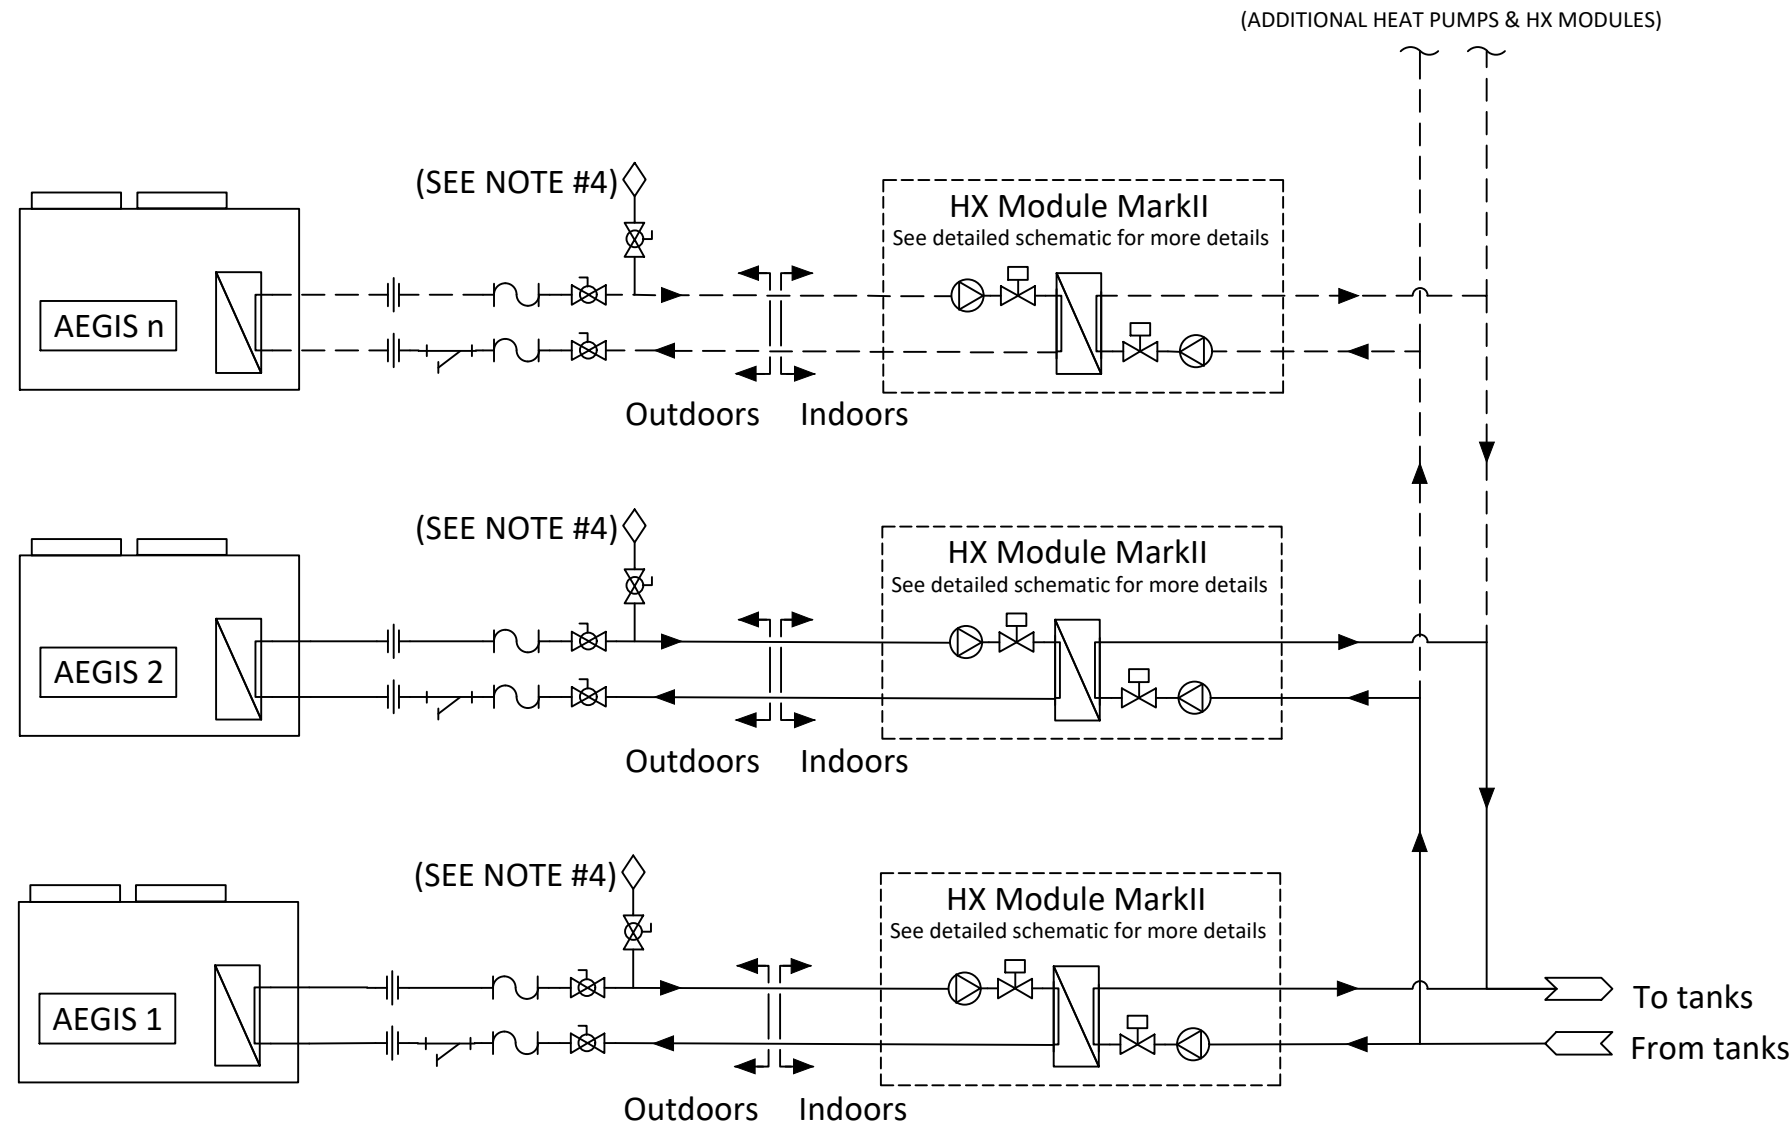 (ADDITIONAL HEAT PUMPS & HX MODULES)
(SEE NOTE #4)
HX Module MarkII
See detailed schematic for more details
AEGIS n
Outdoors
Indoors
(SEE NOTE #4)
HX Module MarkII
See detailed schematic for more details
AEGIS 2
Outdoors
Indoors
(SEE NOTE #4)
HX Module MarkII
See detailed schematic for more details
AEGIS 1
To tanks
From tanks
Outdoors
Indoors